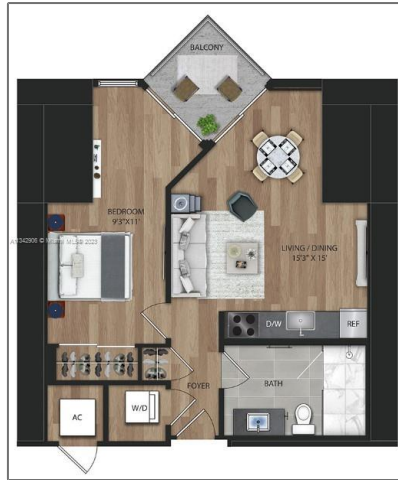 BALCONY
BEDROOM
9'3"X11'
LIVING / DINING
15'3" X 15'
D/W
REF
FOYER
BATH
AC
W/D